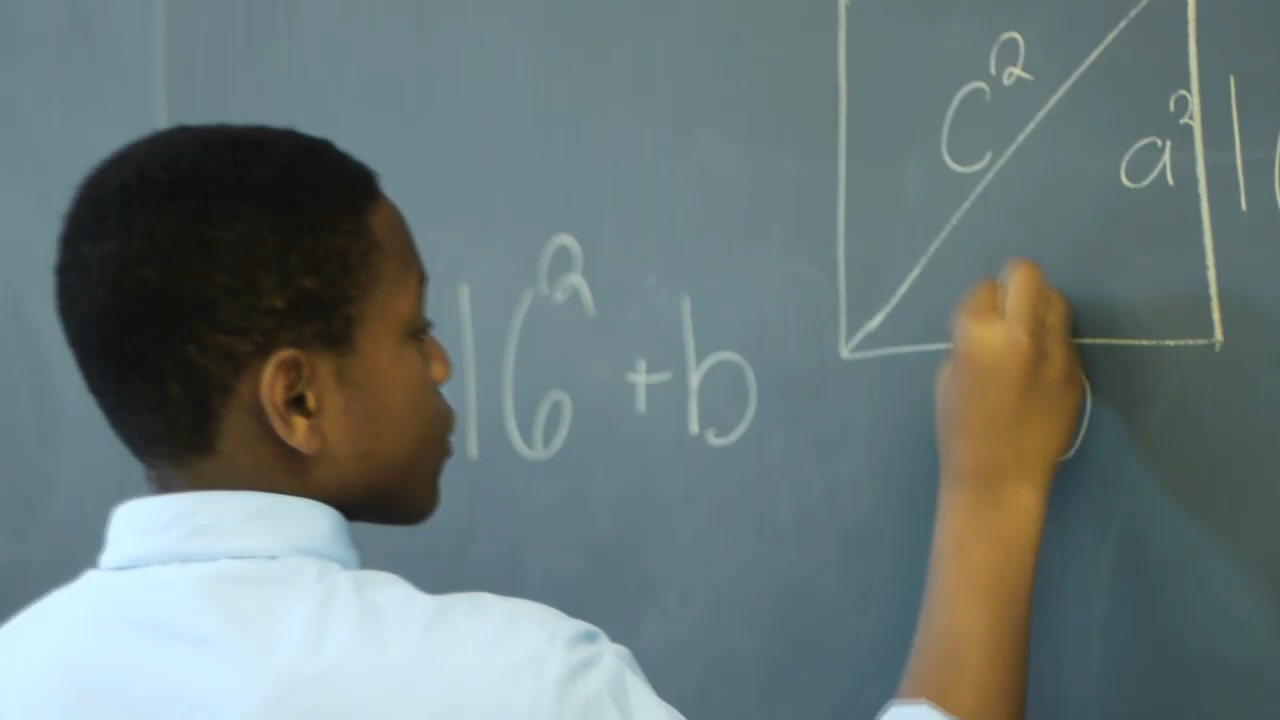 c²
a²
16² + b